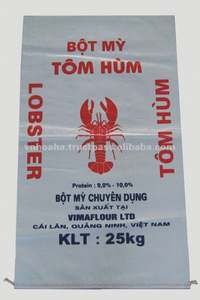 BỘT MỲ
TÔM HÙM
LOBSTER
TÔM HÙM
Protein : 9,0% - 10,0%
BỘT MỲ CHUYÊN DỤNG
SẢN XUẤT TẠI
VIMAFLOUR LTD
CÁI LÂN, QUẢNG NINH, VIỆT NAM
KLT : 25kg